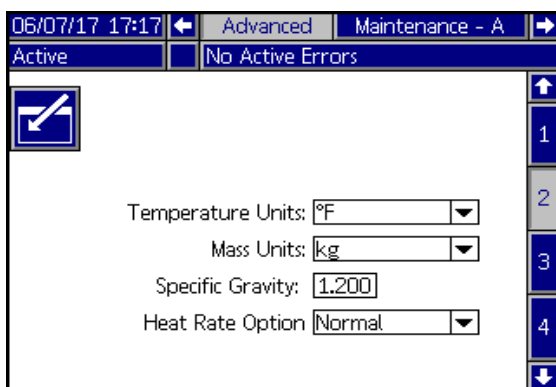 06/07/17 17:17 Advanced Maintenance - A
Active No Active Errors
1
2
Temperature Units: °F
Mass Units: kg
3
Specific Gravity: 1.200
Heat Rate Option Normal
4